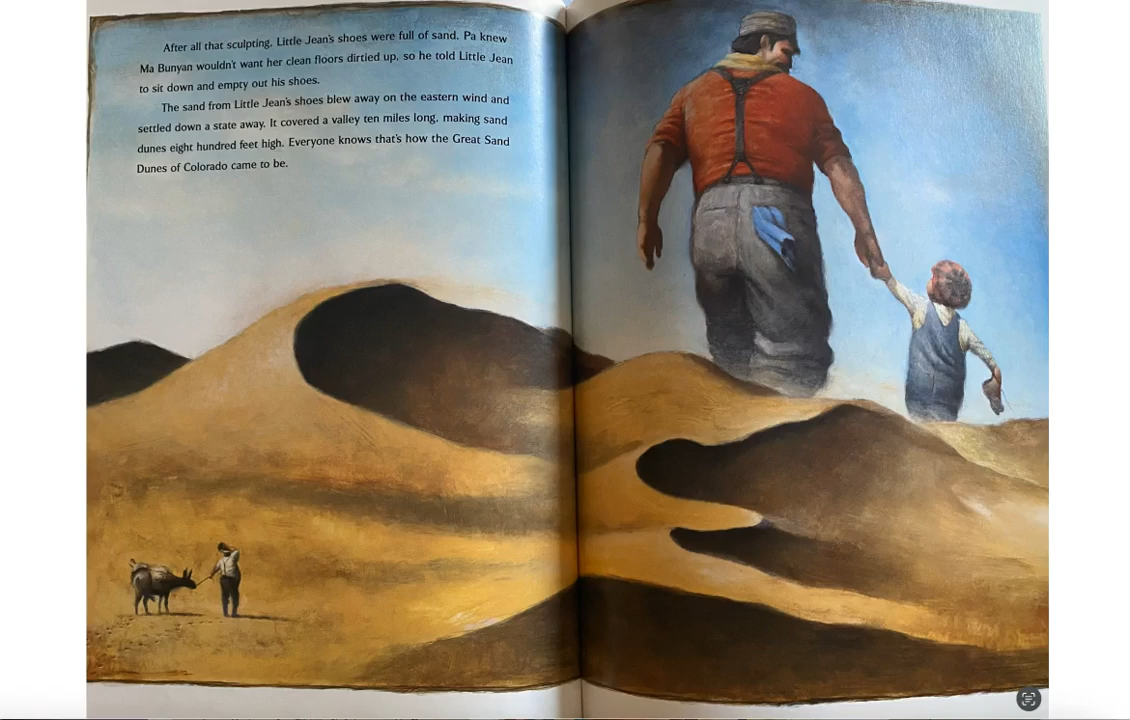 After all that sculpting, Little Jean's shoes were full of sand. Pa knew
Ma Bunyan wouldn't want her clean floors dirtied up, so he told Little Jean
to sit down and empty out his shoes.
The sand from Little Jean's shoes blew away on the eastern wind and
settled down a state away. It covered a valley ten miles long, making sand
dunes eight hundred feet high. Everyone knows that's how the Great Sand
Dunes of Colorado came to be.